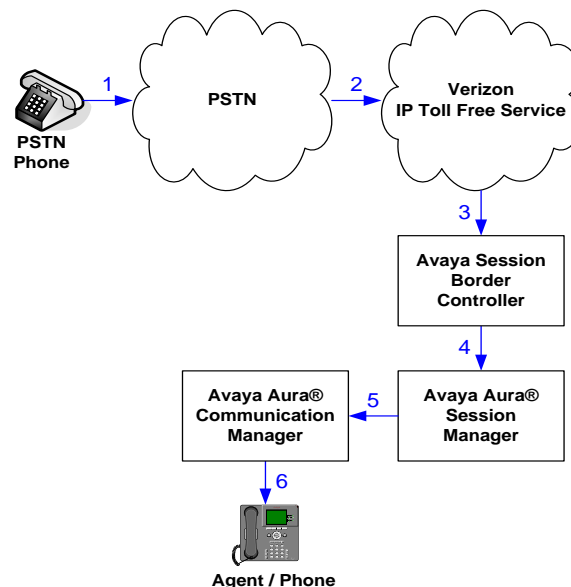 1
PSTN
2
Verizon
IP Toll Free Service
PSTN
Phone
3
Avaya Session
Border
Controller
4
Avaya Aura®
Communication
Manager
5
Avaya Aura®
Session
Manager
6
Agent / Phone